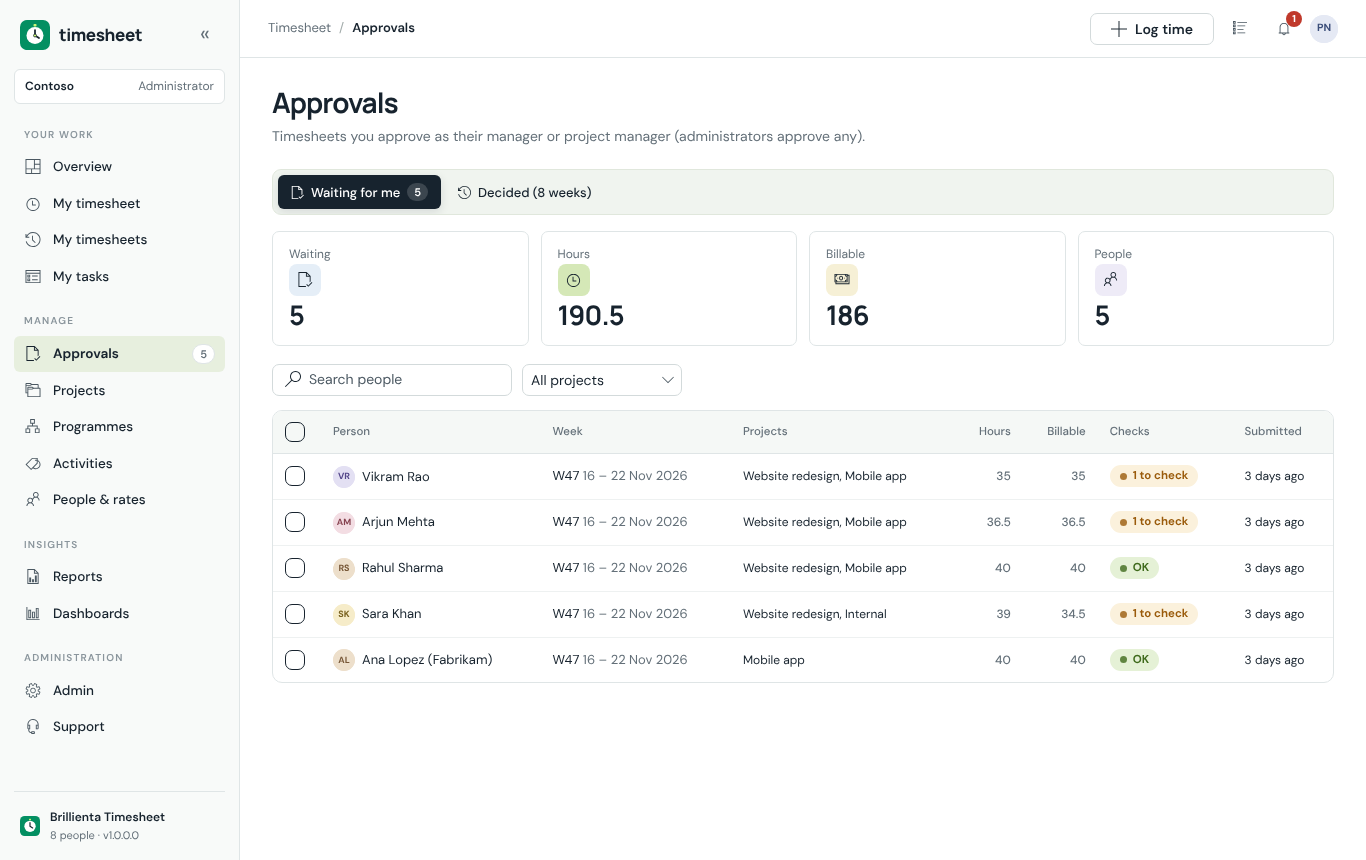 timesheet
«
Contoso Administrator
YOUR WORK
Overview
My timesheet
My timesheets
My tasks
MANAGE
Approvals 5
Projects
Programmes
Activities
People & rates
INSIGHTS
Reports
Dashboards
ADMINISTRATION
Admin
Support
Brillienta Timesheet
8 people · v1.0.0.0
Timesheet / Approvals
Log time
1
PN
Approvals
Timesheets you approve as their manager or project manager (administrators approve any).
Waiting for me 5 Decided (8 weeks)
Waiting
5
Hours
190.5
Billable
186
People
5
Search people All projects
Person Week Projects Hours Billable Checks Submitted
VR Vikram Rao W47 16 – 22 Nov 2026 Website redesign, Mobile app 35 35 1 to check 3 days ago
AM Arjun Mehta W47 16 – 22 Nov 2026 Website redesign, Mobile app 36.5 36.5 1 to check 3 days ago
RS Rahul Sharma W47 16 – 22 Nov 2026 Website redesign, Mobile app 40 40 OK 3 days ago
SK Sara Khan W47 16 – 22 Nov 2026 Website redesign, Internal 39 34.5 1 to check 3 days ago
AL Ana Lopez (Fabrikam) W47 16 – 22 Nov 2026 Mobile app 40 40 OK 3 days ago